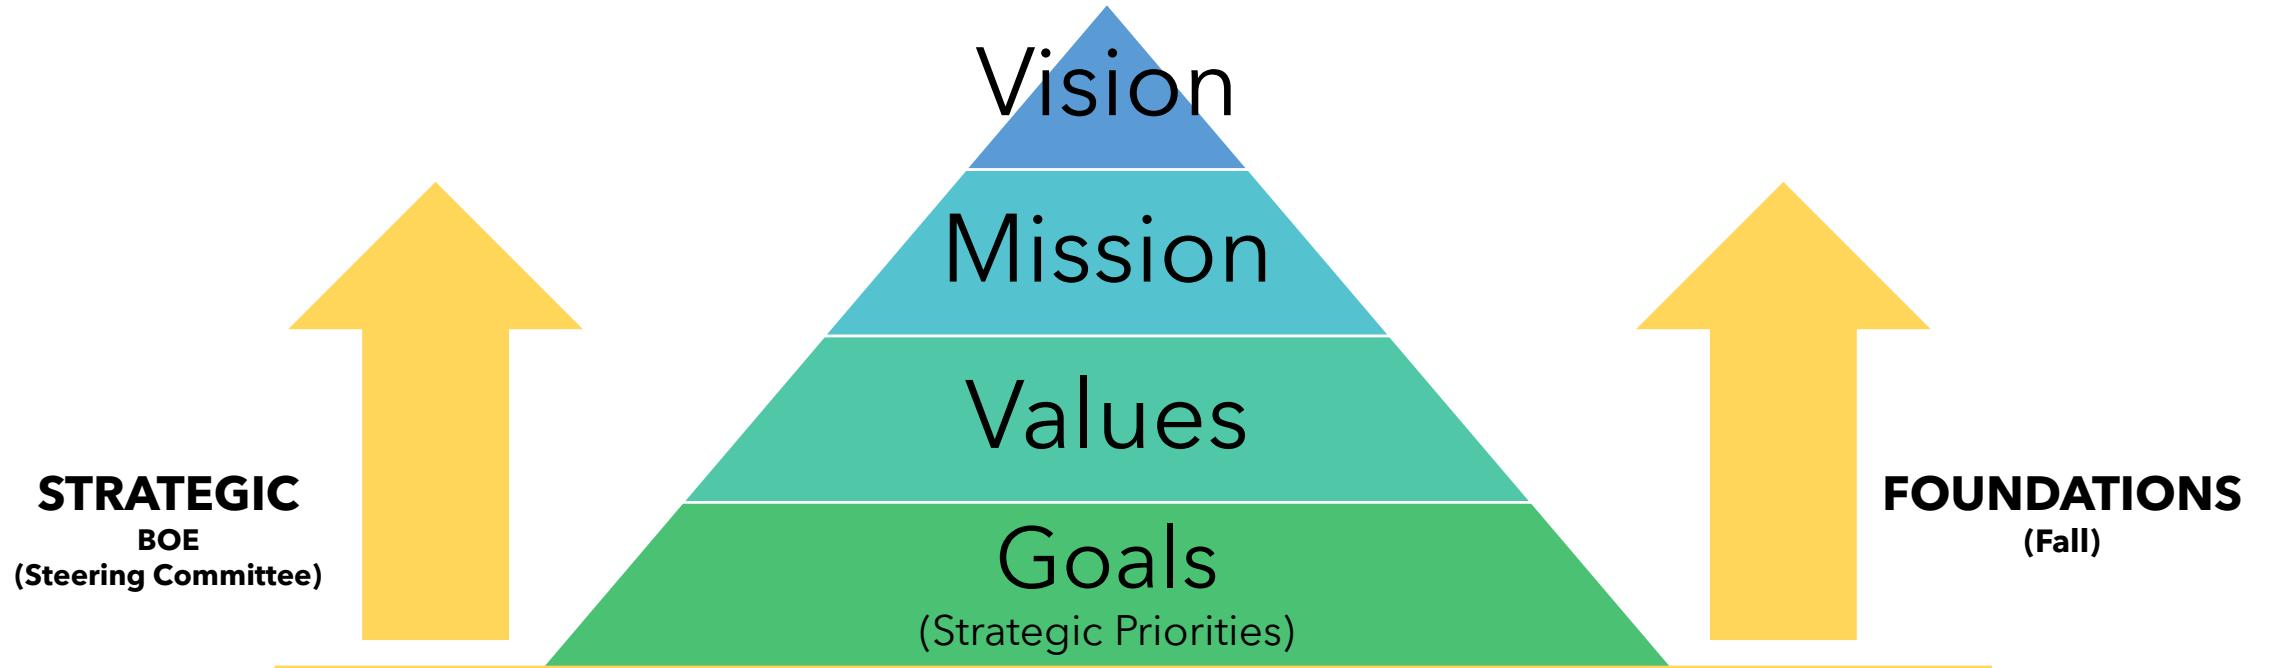 Vision
Mission
Values
Goals
(Strategic Priorities)
STRATEGIC
BOE
(Steering Committee)
FOUNDATIONS
(Fall)